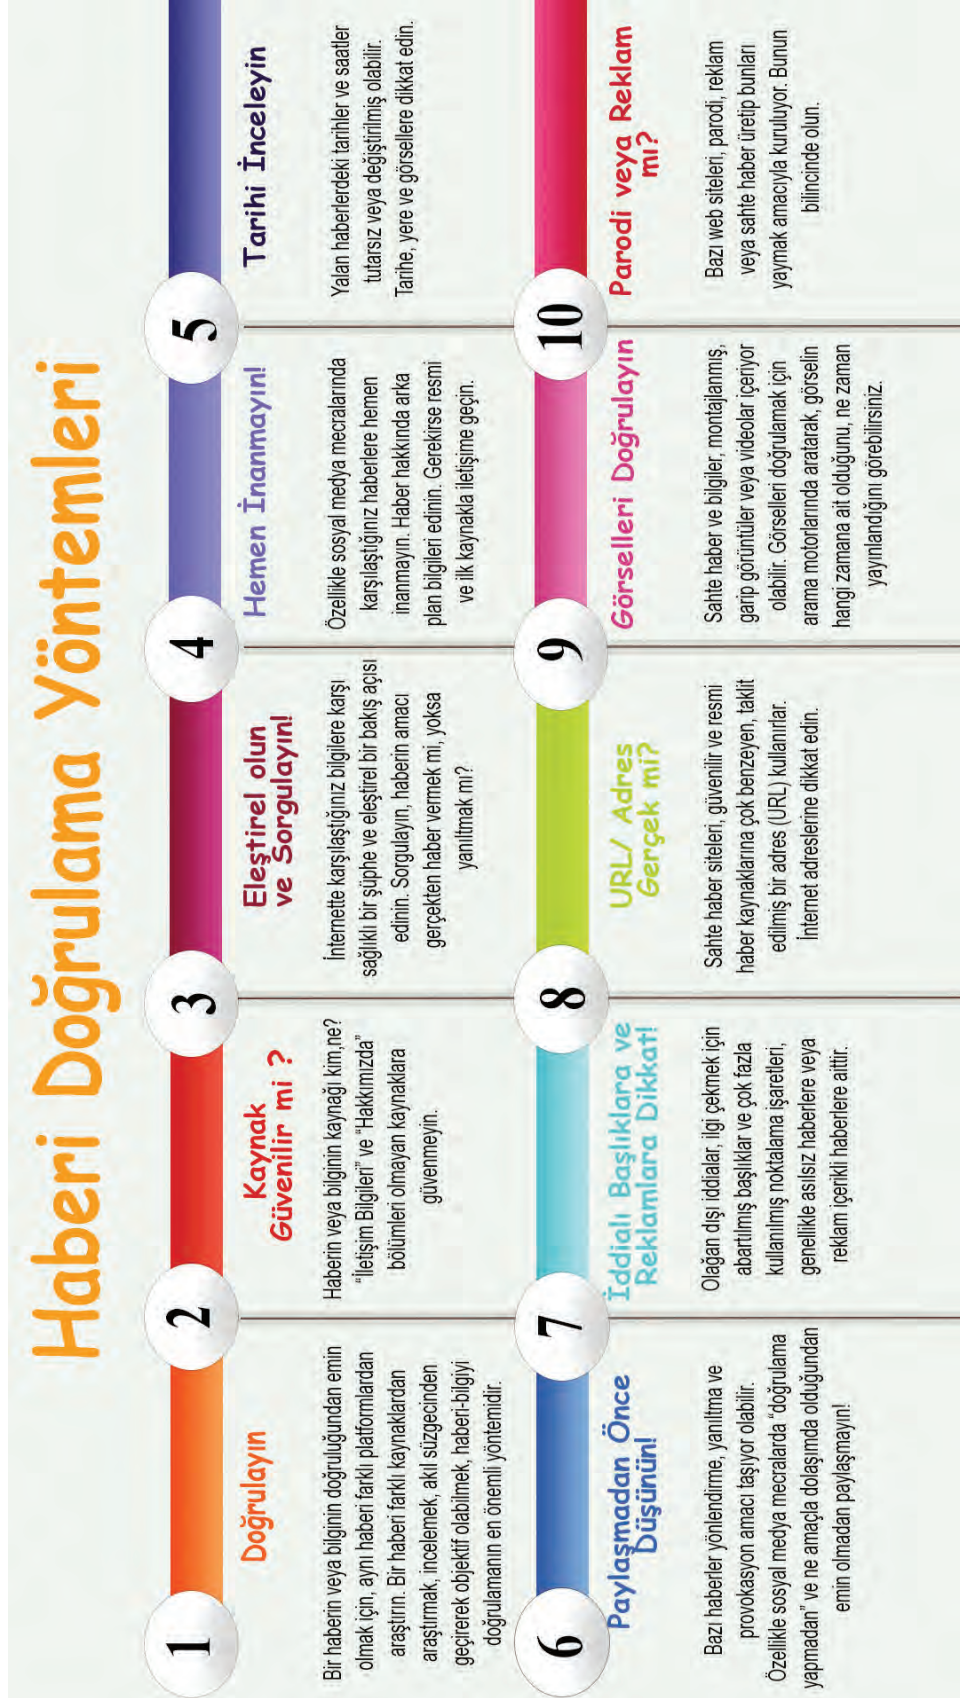 Haberi Doğrulama Yöntemleri
1
Doğrulayın
Bir haberin veya bilginin doğruluğundan emin
olmak için, aynı haberi farklı platformlardan
araştırın. Bir haberi farklı kaynaklardan
araştırmak, incelemek, akıl süzgecinden
geçirerek objektif olabilmek, haberi-bilgiyi
doğrulamanın en önemli yöntemidir.
2
Kaynak
Güvenilir mi ?
Haberin veya bilginin kaynağı kim,ne?
“İletişim Bilgileri” ve “Hakkımızda”
bölümleri olmayan kaynaklara
güvenmeyin.
3
Eleştirel olun
ve Sorgulayın!
İnternette karşılaştığınız bilgilere karşı
sağlıklı bir şüphe ve eleştirel bir bakış açısı
edinin. Sorgulayın, haberin amacı
gerçekten haber vermek mi, yoksa
yanıltmak mı?
4
Hemen İnanmayın!
Özellikle sosyal medya mecralarında
karşılaştığınız haberlere hemen
inanmayın. Haber hakkında arka
plan bilgileri edinin. Gerekirse resmi
ve ilk kaynakla iletişime geçin.
5
Tarihi İnceleyin
Yalan haberlerdeki tarihler ve saatler
tutarsız veya değiştirilmiş olabilir.
Tarihe, yere ve görsellere dikkat edin.
6
Paylaşmadan Önce
Düşünün!
Bazı haberler yönlendirme, yanıltma ve
provokasyon amacı taşıyor olabilir.
Özellikle sosyal medya mecralarda “doğrulama
yapmadan” ve ne amaçla dolaşımda olduğundan
emin olmadan paylaşmayın!
7
İddialı Başlıklara ve
Reklamlara Dikkat!
Olağan dışı iddialar, ilgi çekmek için
abartılmış başlıklar ve çok fazla
kullanılmış noktalama işaretleri,
genellikle asılsız haberlere veya
reklam içerikli haberlere aittir.
8
URL/ Adres
Gerçek mi?
Sahte haber siteleri, güvenilir ve resmi
haber kaynaklarına çok benzeyen, taklit
edilmiş bir adres (URL) kullanırlar.
İnternet adreslerine dikkat edin.
9
Görselleri Doğrulayın
Sahte haber ve bilgiler, montajlanmış,
garip görüntüler veya videolar içeriyor
olabilir. Görselleri doğrulamak için
arama motorlarında aratarak, görselin
hangi zamana ait olduğunu, ne zaman
yayınlandığını görebilirsiniz.
10
Parodi veya Reklam
mı?
Bazı web siteleri, parodi, reklam
veya sahte haber üretip bunları
yaymak amacıyla kuruluyor. Bunun
bilincinde olun.